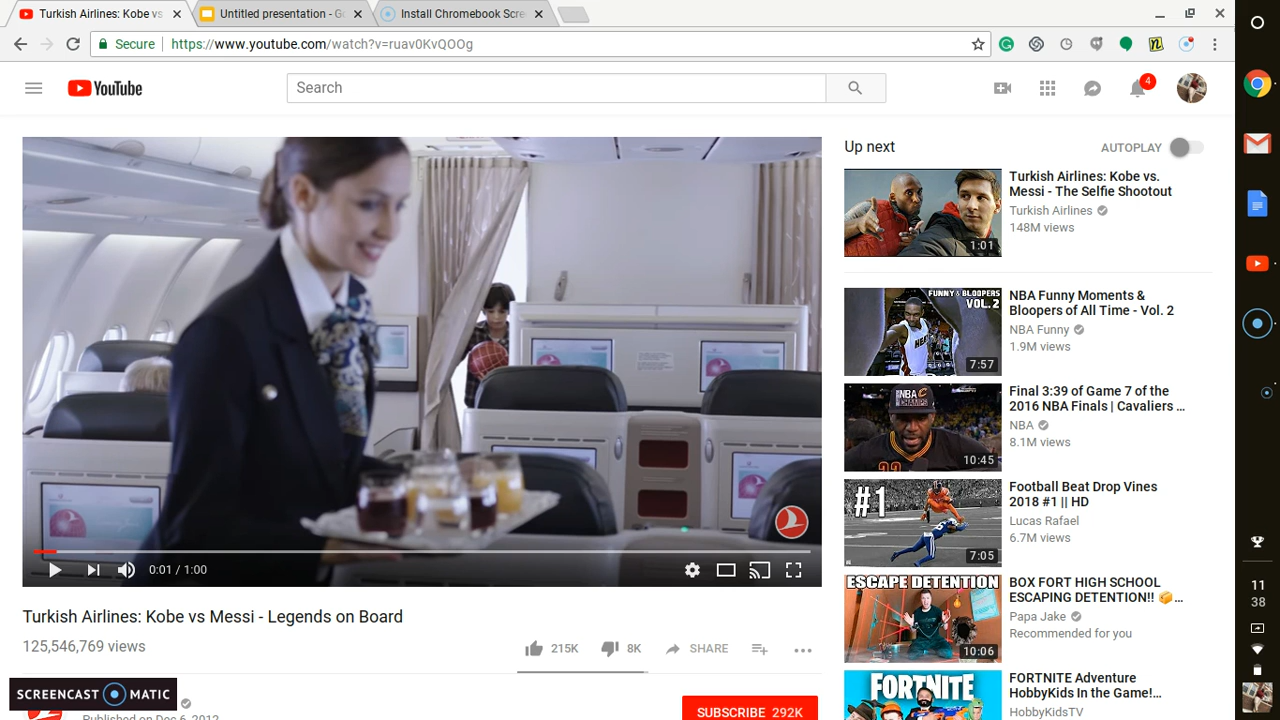 Turkish Airlines: Kobe vs
Untitled presentation - Go
Install Chromebook Scre
Secure
https://www.youtube.com/watch?v=ruav0KvQOOg
YouTube
Search
4
Up next
AUTOPLAY
Turkish Airlines: Kobe vs.
Messi - The Selfie Shootout
Turkish Airlines
148M views
1:01
FUNNY & BLOOPERS
VOL.2
7:57
NBA Funny Moments &
Bloopers of All Time - Vol. 2
NBA Funny
1.9M views
10:45
Final 3:39 of Game 7 of the
2016 NBA Finals | Cavaliers ...
NBA
8.1M views
#1
7:05
Football Beat Drop Vines
2018 #1 || HD
Lucas Rafael
6.7M views
ESCAPE DETENTION
10:06
BOX FORT HIGH SCHOOL
ESCAPING DETENTION!! 📦...
Papa Jake
Recommended for you
FORTNITE
FORTNITE Adventure
HobbyKids In the Game!...
HobbyKidsTV
0:01 / 1:00
Turkish Airlines: Kobe vs Messi - Legends on Board
125,546,769 views
215K
8K
SHARE
SCREENCAST MATIC
Published on Dec 6, 2012
SUBSCRIBE 292K
11
38